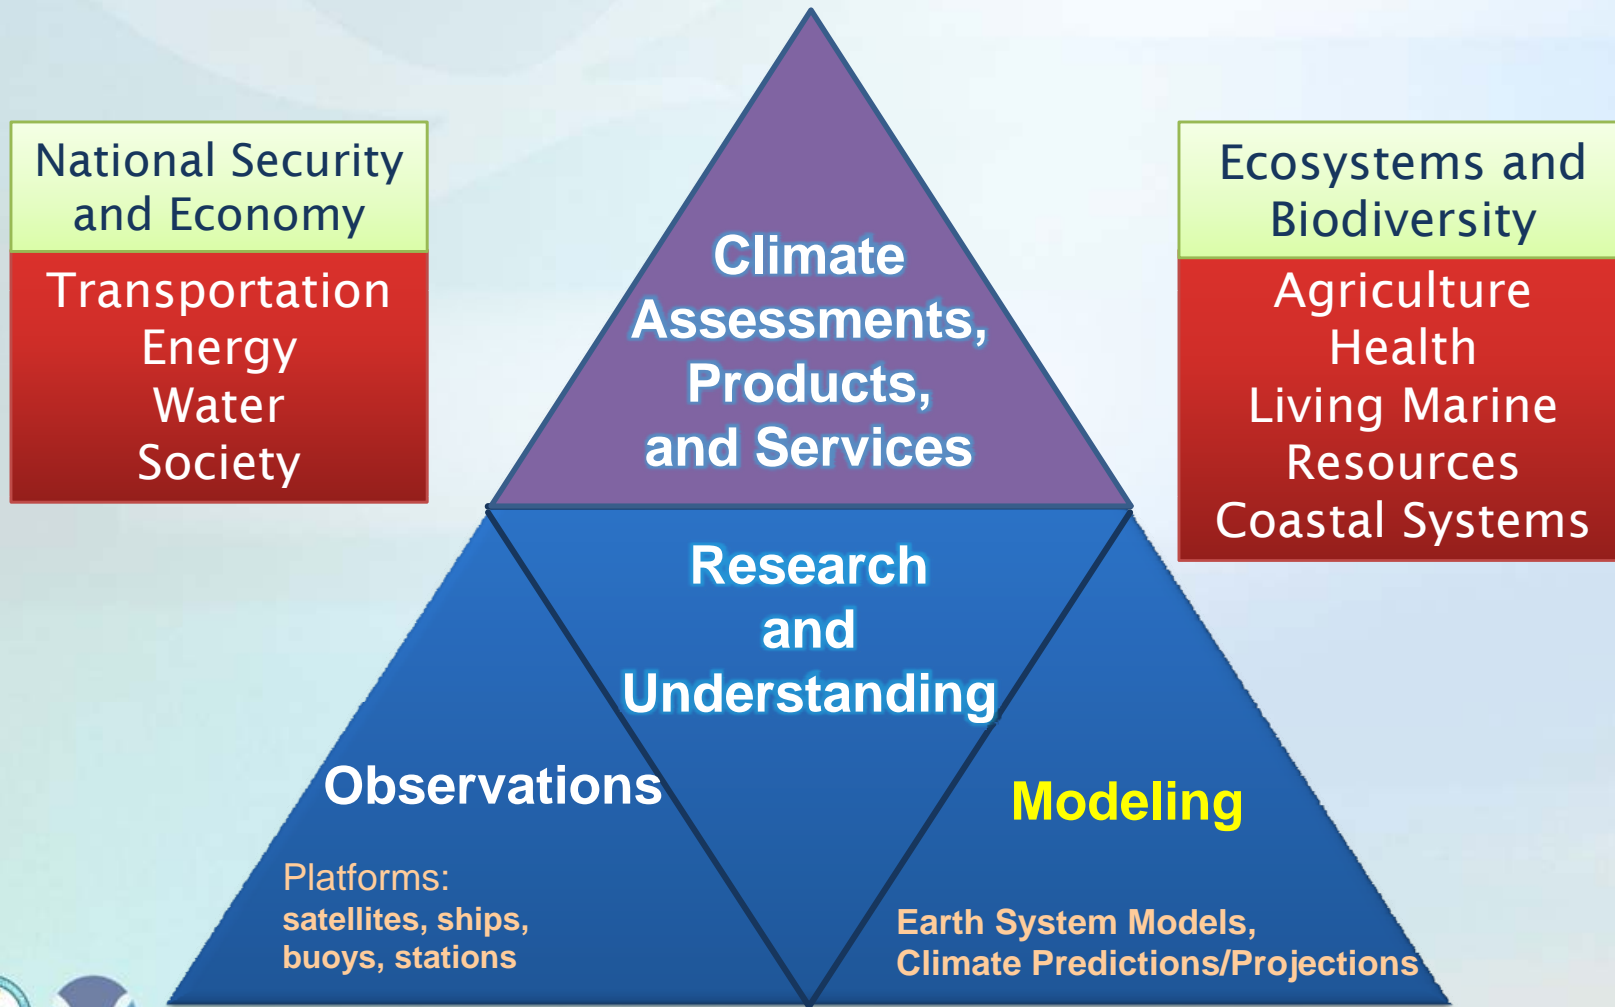 National Security
and Economy
Transportation
Energy
Water
Society
Climate
Assessments,
Products,
and Services
Ecosystems and
Biodiversity
Agriculture
Health
Living Marine
Resources
Coastal Systems
Research
and
Understanding
Observations
Platforms:
satellites, ships,
buoys, stations
Modeling
Earth System Models,
Climate Predictions/Projections